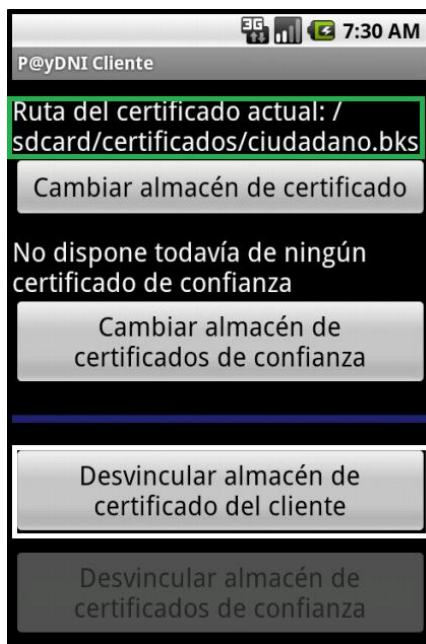 3G 7:30 AM
P@yDNI Cliente
Ruta del certificado actual: /
sdcard/certificados/ciudadano.bks
Cambiar almacén de certificado
No dispone todavía de ningún
certificado de confianza
Cambiar almacén de
certificados de confianza
Desvincular almacén de
certificado del cliente
Desvincular almacén de
certificados de confianza